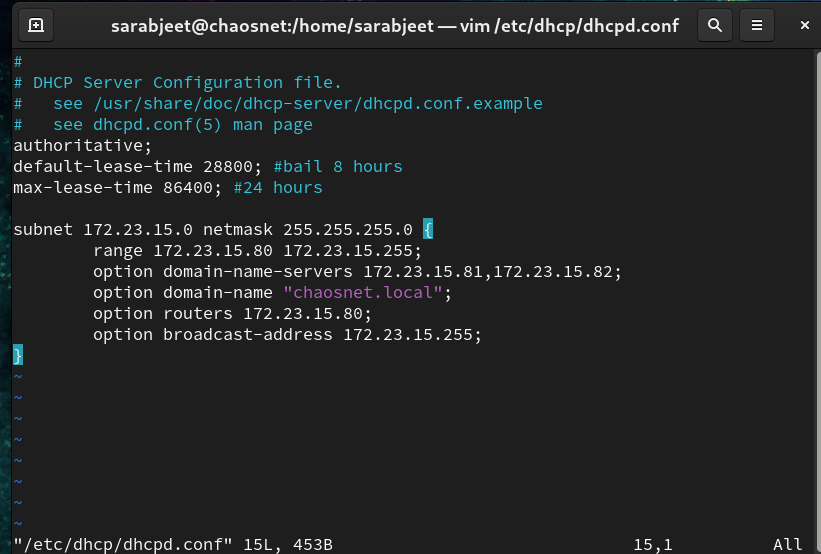 sarabjeet@chaosnet:/home/sarabjeet — vim /etc/dhcp/dhcpd.conf
#
# DHCP Server Configuration file.
#   see /usr/share/doc/dhcp-server/dhcpd.conf.example
#   see dhcpd.conf(5) man page
authoritative;
default-lease-time 28800; #bail 8 hours
max-lease-time 86400; #24 hours

subnet 172.23.15.0 netmask 255.255.255.0 {
        range 172.23.15.80 172.23.15.255;
        option domain-name-servers 172.23.15.81,172.23.15.82;
        option domain-name "chaosnet.local";
        option routers 172.23.15.80;
        option broadcast-address 172.23.15.255;
}
~
~
~
~
~
~
~
~
"/etc/dhcp/dhcpd.conf" 15L, 453B 15,1 All